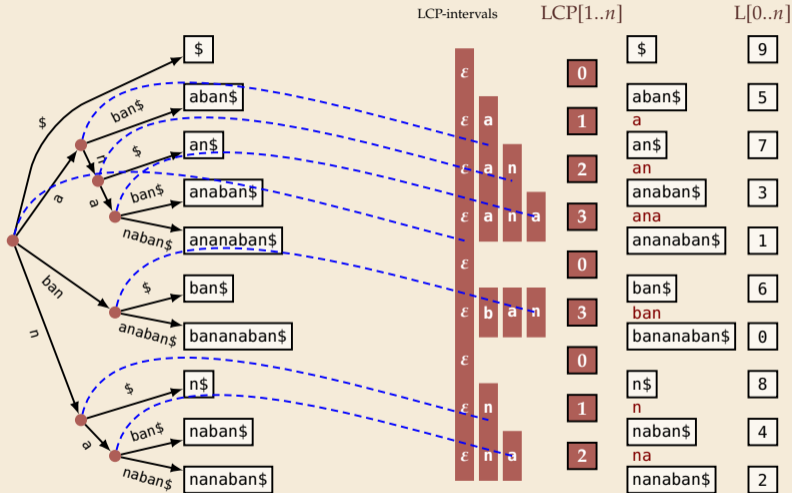 LCP-intervals LCP[1..n] L[0..n]
$ $ 9
ε 0
$ ban$ aban$ aban$ 5
ε a 1 a
n $ an$ an$ 7
ε a n 2 an
a a ban$ anaban$ anaban$ 3
ε a n a 3 ana
naban$ ananaban$ ananaban$ 1
ε 0
ban $ ban$ ban$ 6
ε b a n 3 ban
anaban$ bananaban$ bananaban$ 0
n ε 0
$ n$ n$ 8
ε n 1 n
a ban$ naban$ naban$ 4
ε n a 2 na
naban$ nanaban$ nanaban$ 2